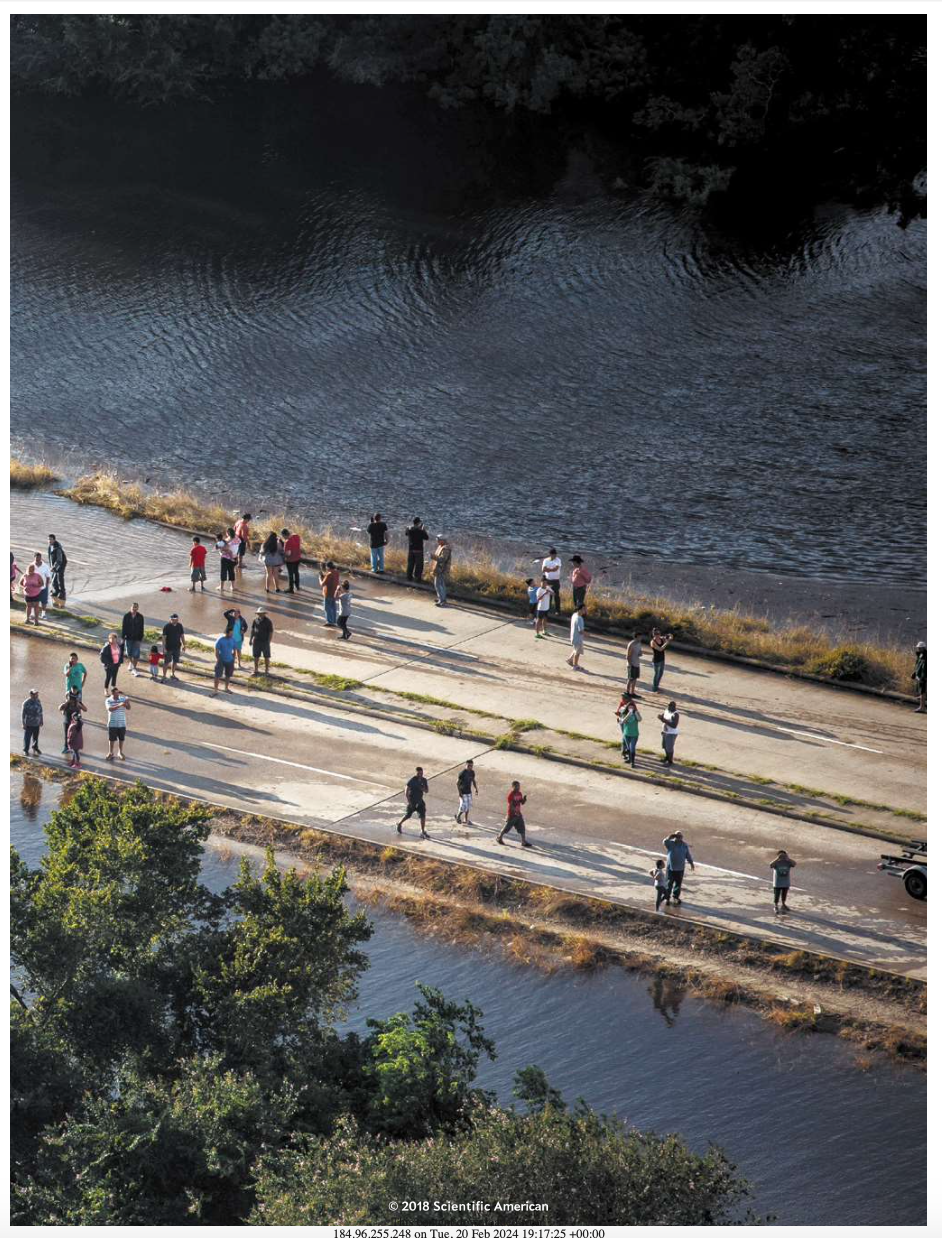 © 2018 Scientific American
184.96.255.248 on Tue, 20 Feb 2024 19:17:25 +00:00